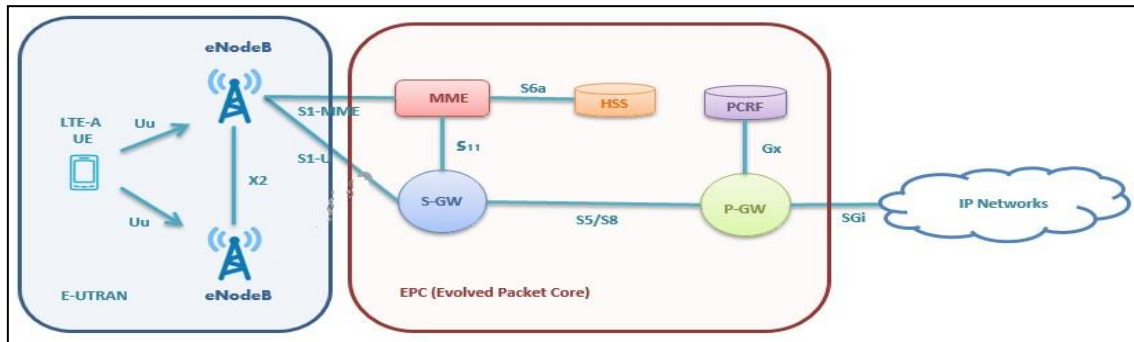 eNodeB
LTE-A
UE
Uu
Uu
X2
eNodeB
E-UTRAN
S1-MME
S1-U
MME
S6a
HSS
PCRF
S11
Gx
S-GW
S5/S8
P-GW
SGi
IP Networks
EPC (Evolved Packet Core)